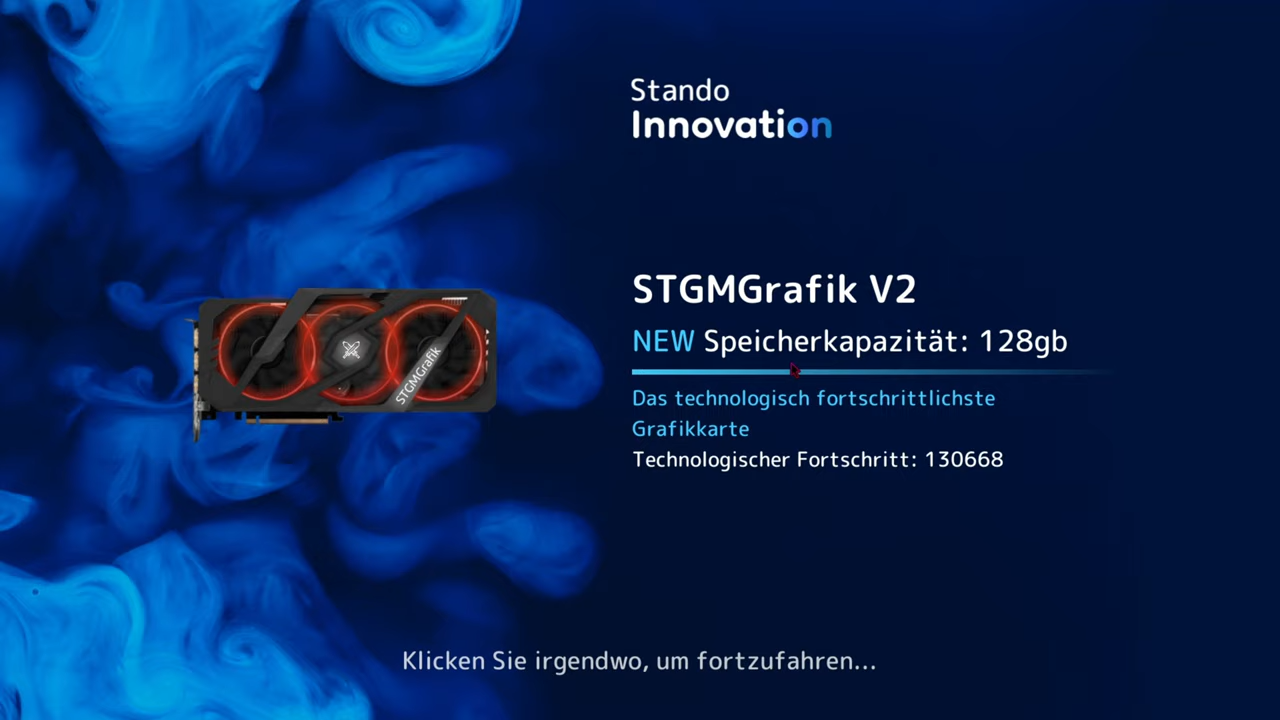 Stando
Innovation
STGMGrafik V2
NEW Speicherkapazität: 128gb
STGMGrafik
Das technologisch fortschrittlichste
Grafikkarte
Technologischer Fortschritt: 130668
Klicken Sie irgendwo, um fortzufahren...